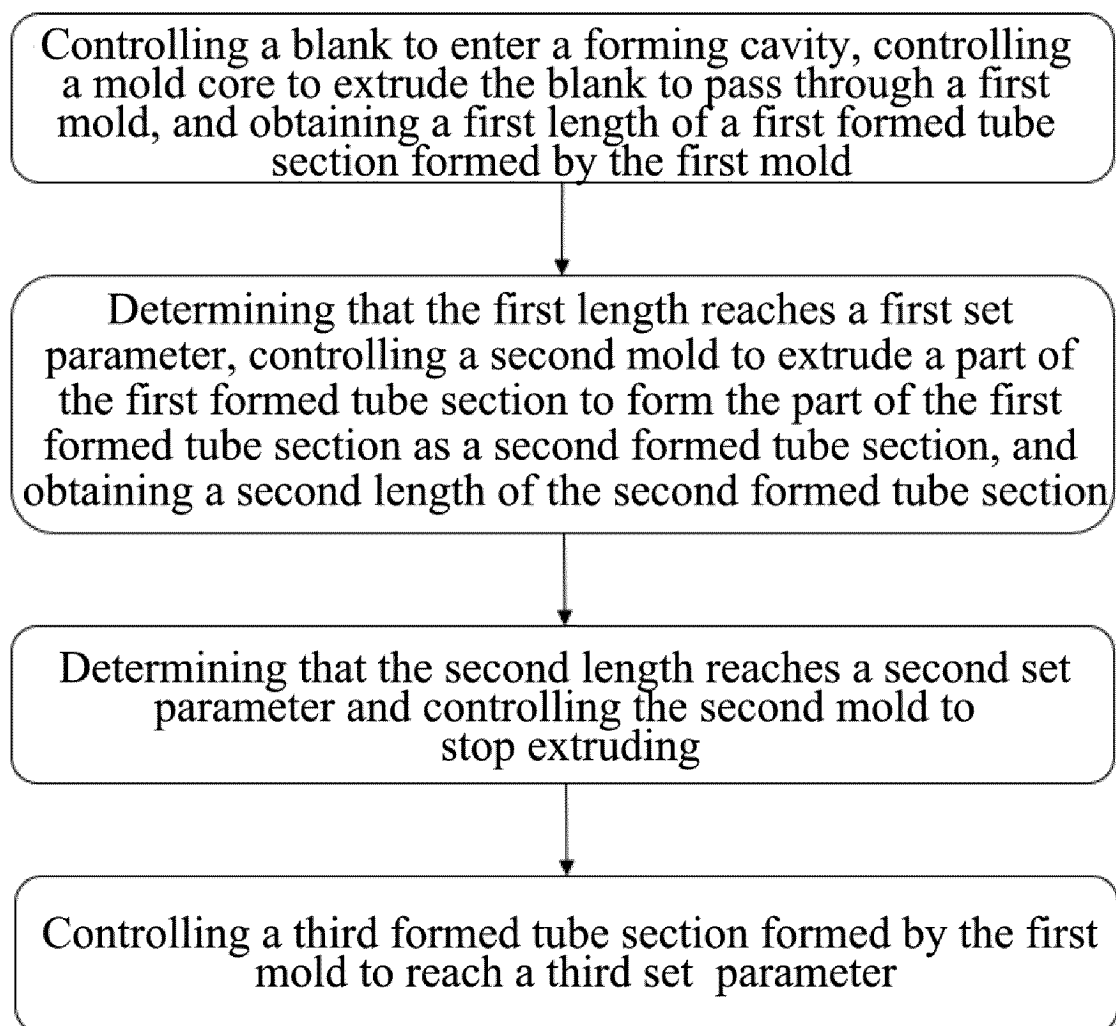 Controlling a blank to enter a forming cavity, controlling
a mold core to extrude the blank to pass through a first
mold, and obtaining a first length of a first formed tube
section formed by the first mold
Determining that the first length reaches a first set
parameter, controlling a second mold to extrude a part of
the first formed tube section to form the part of the first
formed tube section as a second formed tube section, and
obtaining a second length of the second formed tube section
Determining that the second length reaches a second set
parameter and controlling the second mold to
stop extruding
Controlling a third formed tube section formed by the first
mold to reach a third set parameter